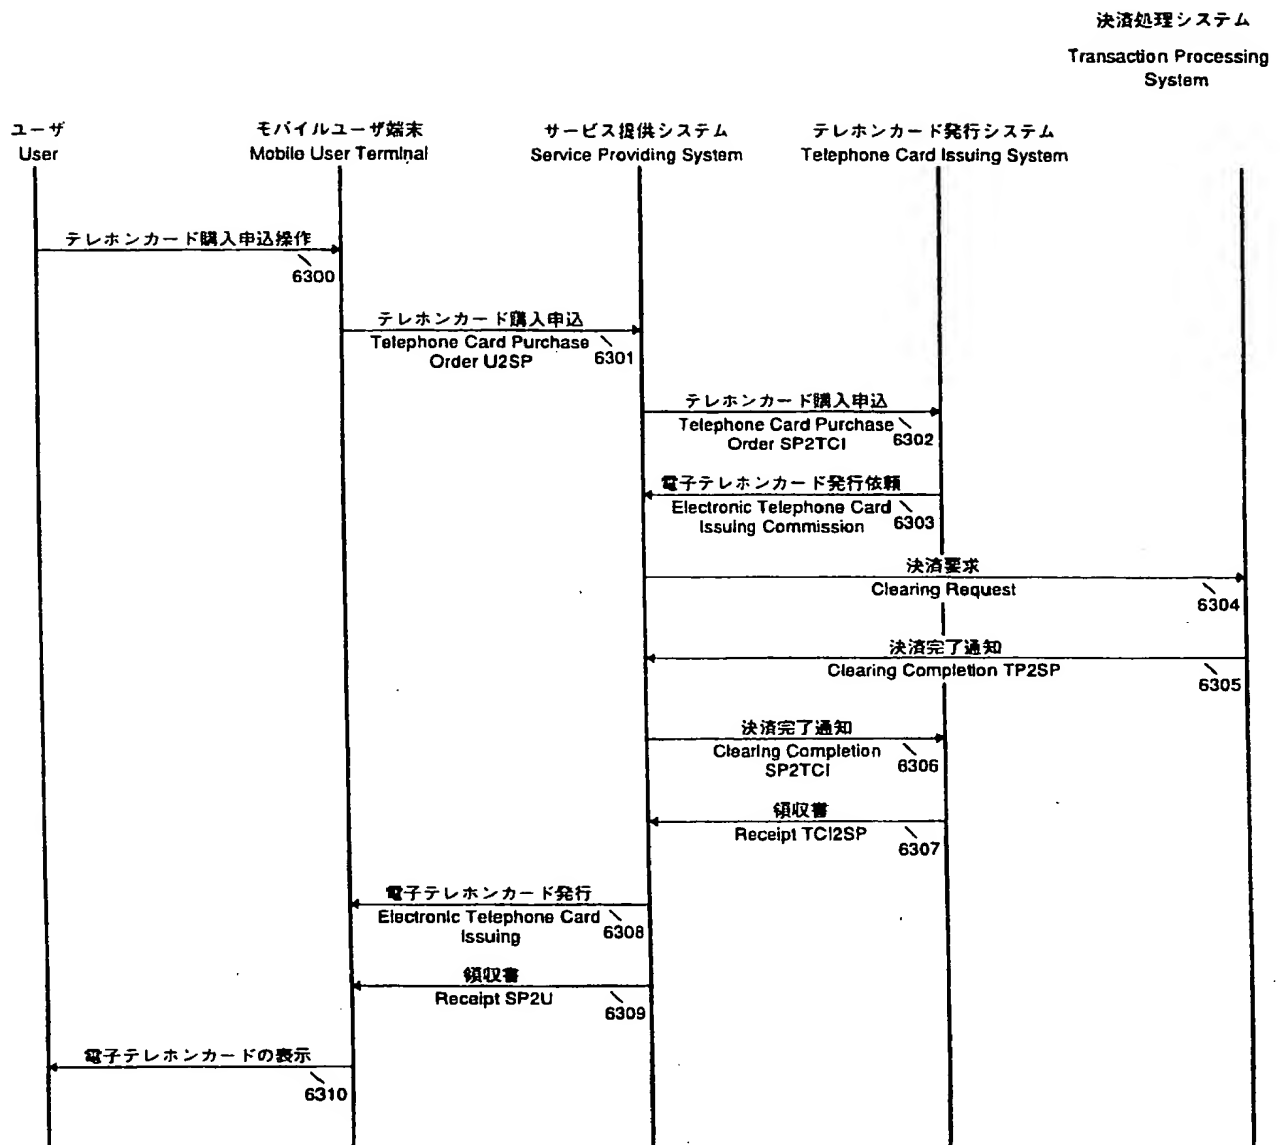 決済処理システム
Transaction Processing
System
ユーザ
User
モバイルユーザ端末
Mobile User Terminal
サービス提供システム
Service Providing System
テレホンカード発行システム
Telephone Card Issuing System
テレホンカード購入申込操作
6300
テレホンカード購入申込
Telephone Card Purchase
Order U2SP
6301
テレホンカード購入申込
Telephone Card Purchase
Order SP2TCI
6302
電子テレホンカード発行依頼
Electronic Telephone Card
Issuing Commission
6303
決済要求
Clearing Request
6304
決済完了通知
Clearing Completion TP2SP
6305
決済完了通知
Clearing Completion
SP2TCI
6306
領収書
Receipt TCI2SP
6307
電子テレホンカード発行
Electronic Telephone Card
Issuing
6308
領収書
Receipt SP2U
6309
電子テレホンカードの表示
6310